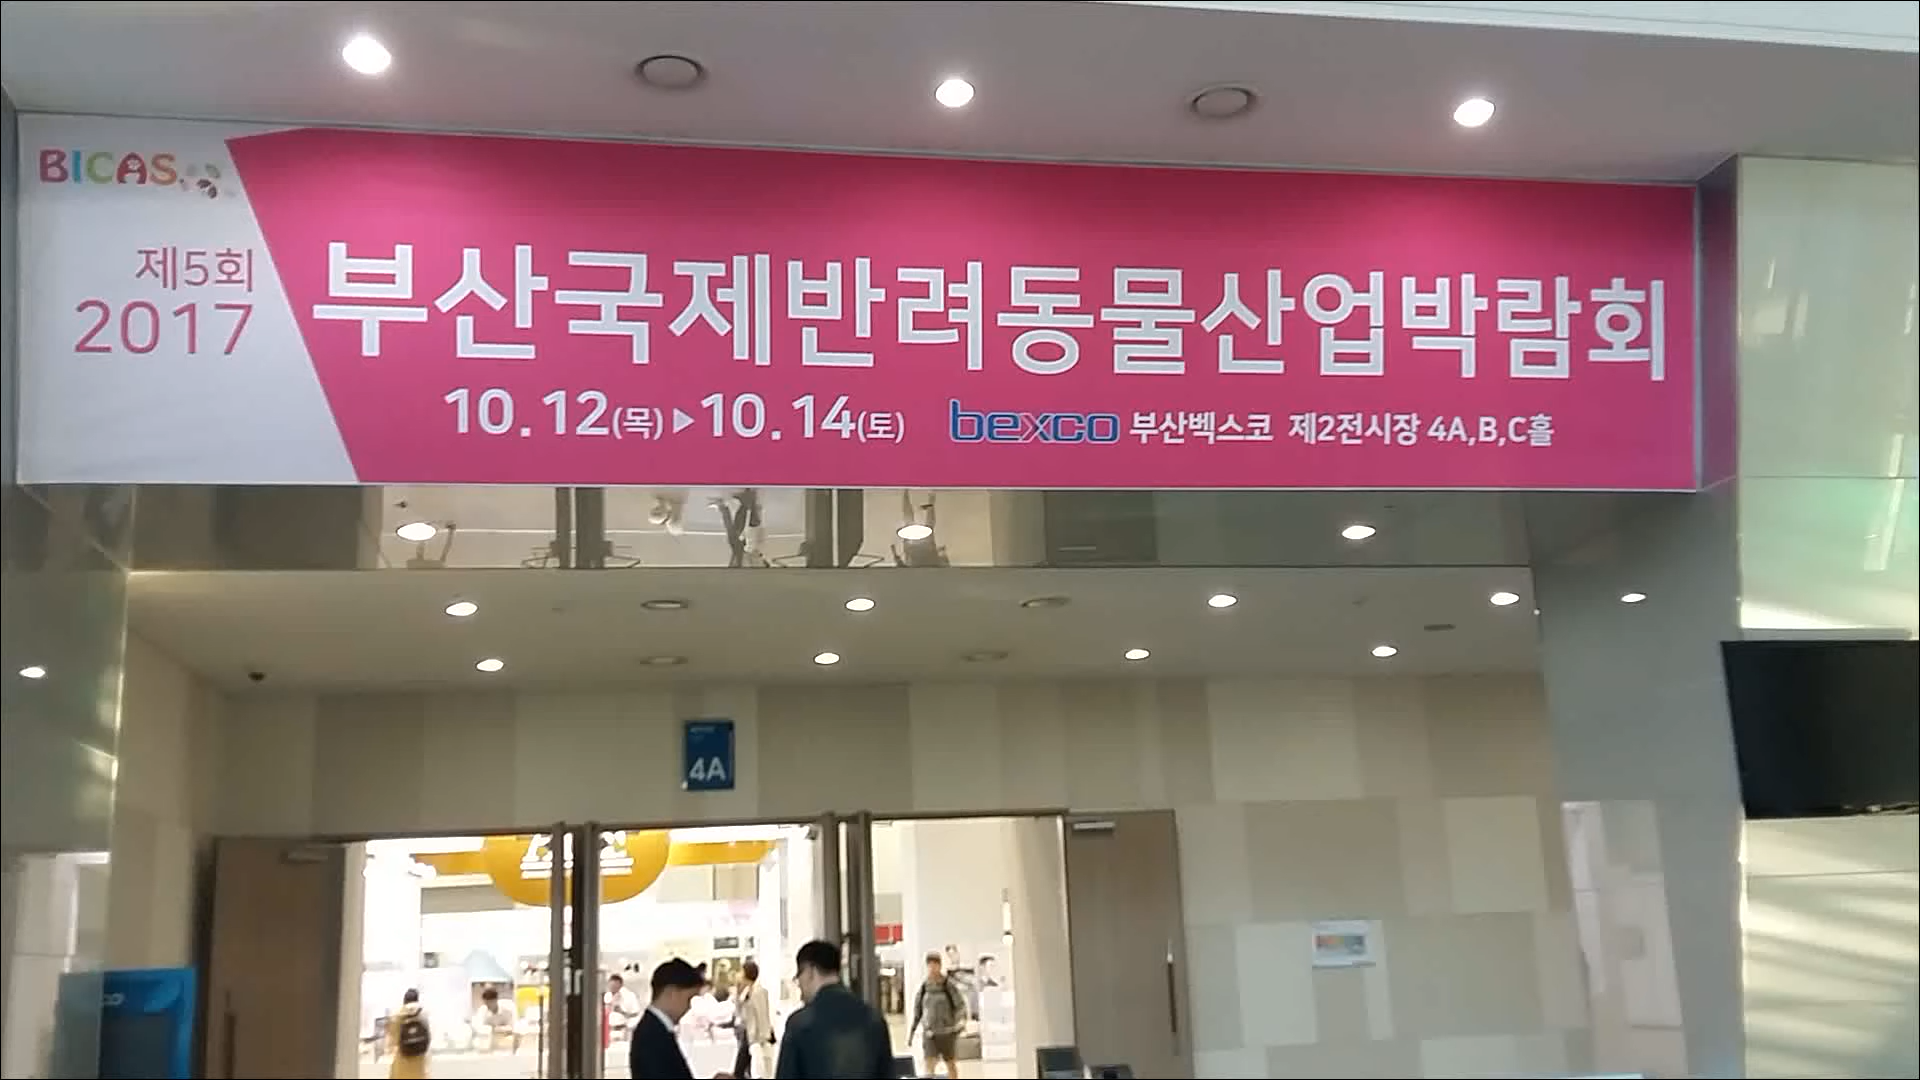 BICAS
제5회
2017
부산국제반려동물산업박람회
10.12(목)▶10.14(토) bexco 부산벡스코 제2전시장 4A,B,C홀
4A